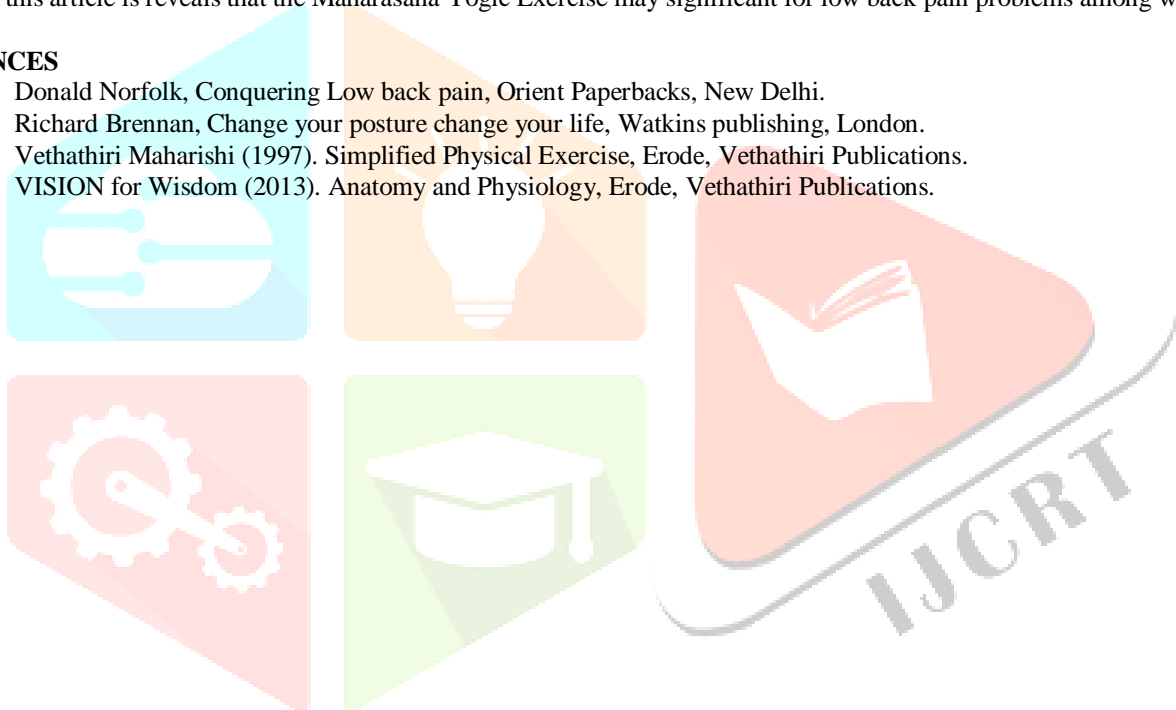 this article is reveals that the Maharasana Yogic Exercise may significant for low back pain problems among w
NCES
Donald Norfolk, Conquering Low back pain, Orient Paperbacks, New Delhi.
Richard Brennan, Change your posture change your life, Watkins publishing, London.
Vethathiri Maharishi (1997). Simplified Physical Exercise, Erode, Vethathiri Publications.
VISION for Wisdom (2013). Anatomy and Physiology, Erode, Vethathiri Publications.
IJCRT